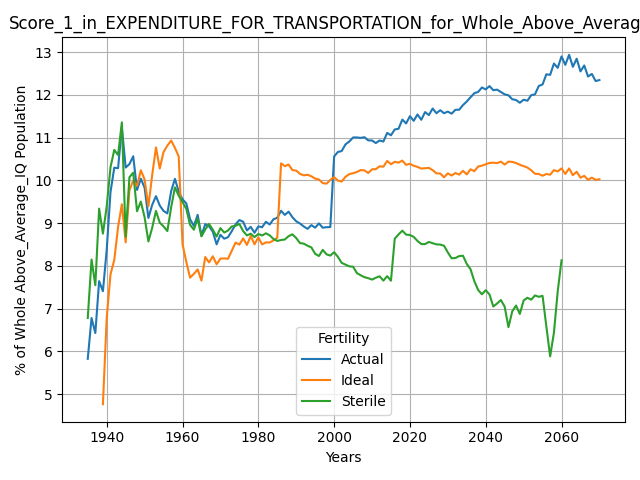 Score_1_in_EXPENDITURE_FOR_TRANSPORTATION_for_Whole_Above_Averag
% of Whole Above_Average_IQ Population
13
12
11
10
9
8
7
6
5
Fertility
Actual
Ideal
Sterile
1940 1960 1980 2000 2020 2040 2060
Years